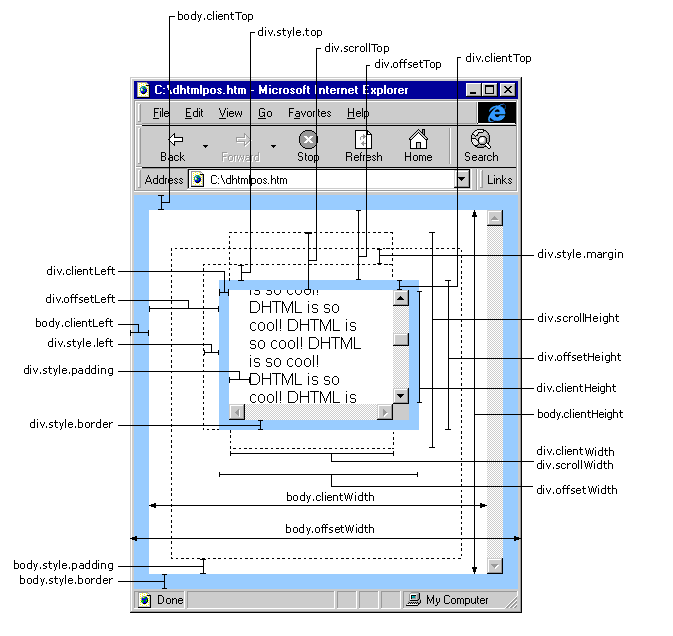 body.clientTop
div.style.top
div.scrollTop
div.offsetTop
div.clientTop
C:\dhtmlpos.htm - Microsoft Internet Explorer
File Edit View Go Favorites Help
Back Forward Stop Refresh Home Search
Address C:\dhtmlpos.htm Links
div.style.margin
div.clientLeft
div.offsetLeft
body.clientLeft
div.style.left
div.style.padding
div.style.border
is so cool!
DHTML is so
cool! DHTML is
so cool! DHTML
is so cool!
DHTML is so
cool! DHTML is
div.scrollHeight
div.offsetHeight
div.clientHeight
body.clientHeight
div.clientWidth
div.scrollWidth
div.offsetWidth
body.clientWidth
body.offsetWidth
body.style.padding
body.style.border
Done My Computer